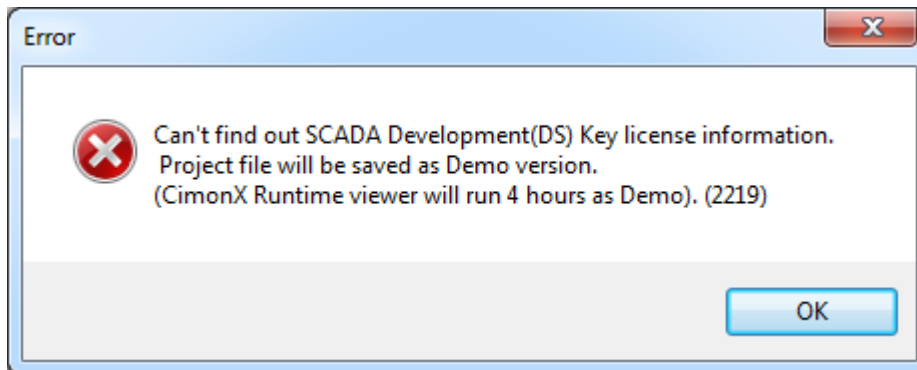 Error
Can't find out SCADA Development(DS) Key license information.
Project file will be saved as Demo version.
(CimonX Runtime viewer will run 4 hours as Demo). (2219)
OK